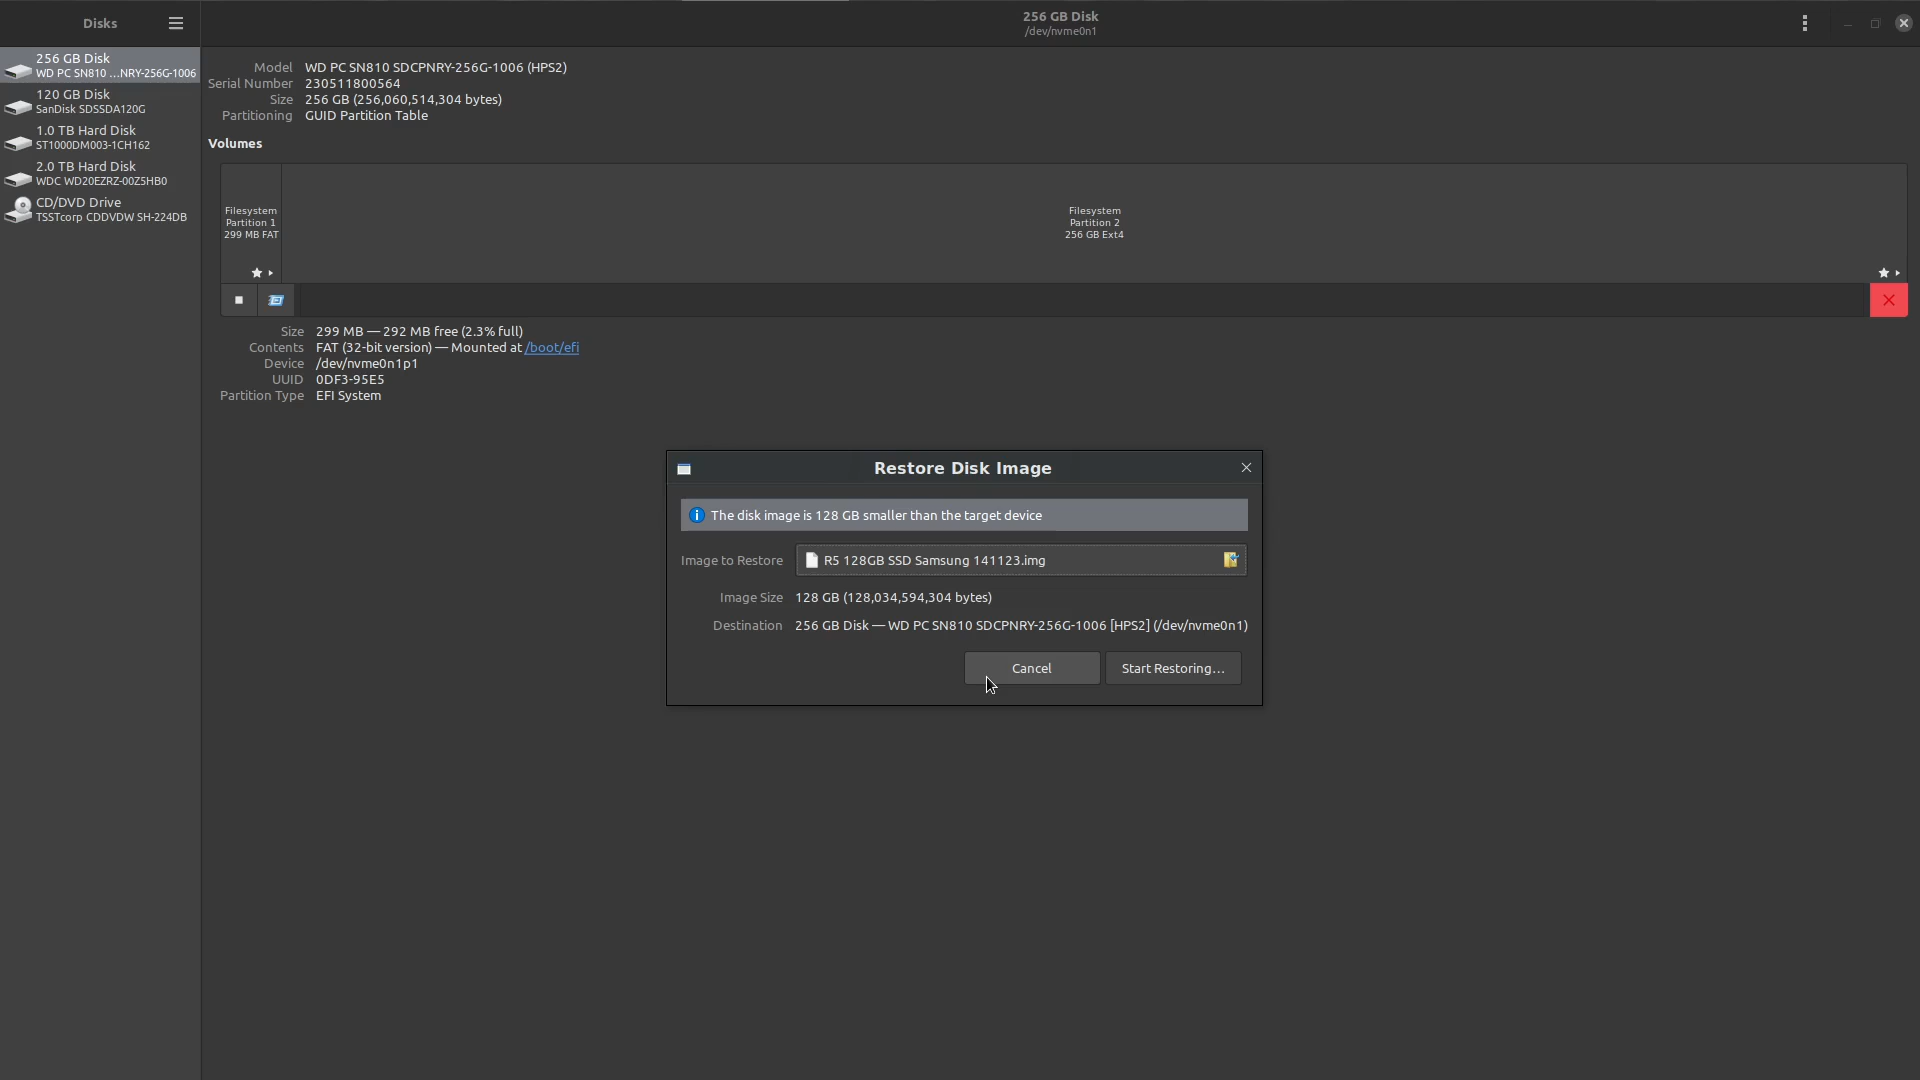 Disks
256 GB Disk
/dev/nvme0n1
256 GB Disk
WD PC SN810 ...NRY-256G-1006
120 GB Disk
SanDisk SDSSDA120G
1.0 TB Hard Disk
ST1000DM003-1CH162
2.0 TB Hard Disk
WDC WD20EZRZ-00Z5HB0
CD/DVD Drive
TSSTcorp CDDVDW SH-224DB
Model WD PC SN810 SDCPNRY-256G-1006 (HPS2)
Serial Number 230511800564
Size 256 GB (256,060,514,304 bytes)
Partitioning GUID Partition Table
Volumes
Filesystem
Partition 1
299 MB FAT
Filesystem
Partition 2
256 GB Ext4
Size 299 MB — 292 MB free (2.3% full)
Contents FAT (32-bit version) — Mounted at /boot/efi
Device /dev/nvme0n1p1
UUID 0DF3-95E5
Partition Type EFI System
Restore Disk Image
The disk image is 128 GB smaller than the target device
Image to Restore R5 128GB SSD Samsung 141123.img
Image Size 128 GB (128,034,594,304 bytes)
Destination 256 GB Disk — WD PC SN810 SDCPNRY-256G-1006 [HPS2] (/dev/nvme0n1)
Cancel Start Restoring...